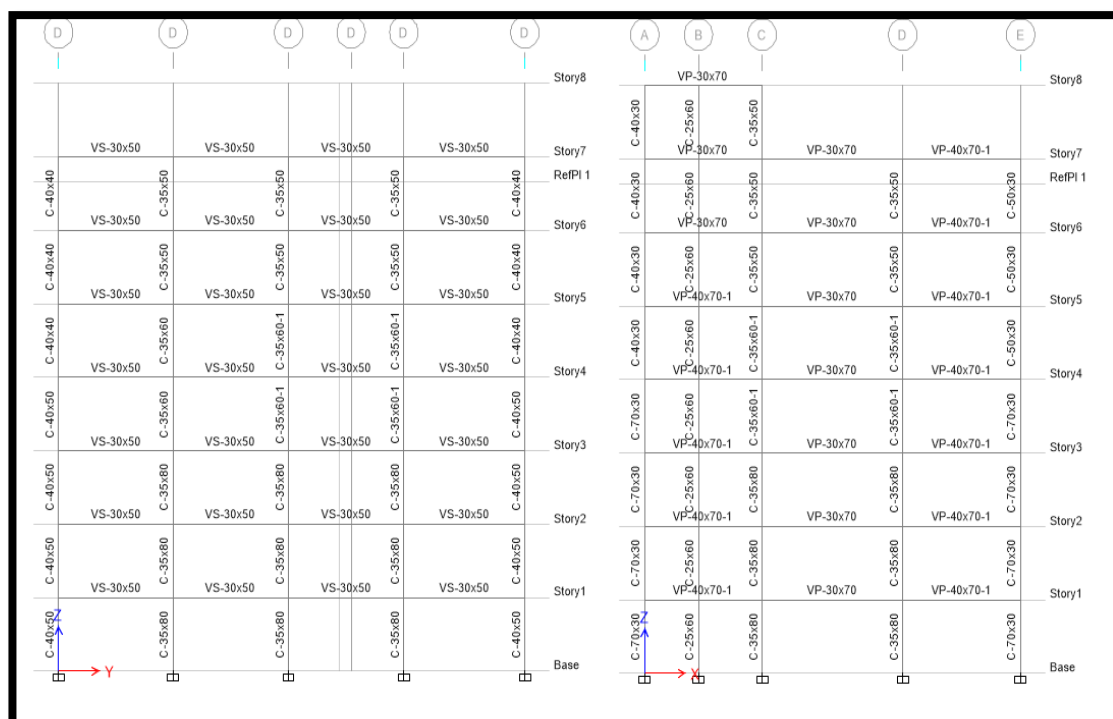 D D D D D D
Story8
VS-30x50 VS-30x50 VS-30x50 VS-30x50 Story7
RefPl 1
C-40x40 C-35x50 C-35x50 C-35x50 C-40x40
VS-30x50 VS-30x50 VS-30x50 VS-30x50 Story6
C-40x40 C-35x50 C-35x50 C-35x50 C-40x40
VS-30x50 VS-30x50 VS-30x50 VS-30x50 Story5
C-40x40 C-35x60 C-35x60-1 C-35x60-1 C-40x40
VS-30x50 VS-30x50 VS-30x50 VS-30x50 Story4
C-40x50 C-35x60 C-35x60-1 C-35x60-1 C-40x50
VS-30x50 VS-30x50 VS-30x50 VS-30x50 Story3
C-40x50 C-35x80 C-35x80 C-35x80 C-40x50
VS-30x50 VS-30x50 VS-30x50 VS-30x50 Story2
C-40x50 C-35x80 C-35x80 C-35x80 C-40x50
VS-30x50 VS-30x50 VS-30x50 VS-30x50 Story1
C-40x50 C-35x80 C-35x80 C-35x80 C-40x50
Z
Y
Base
A B C D E
VP-30x70 Story8
C-40x30 C-25x60 C-35x50
VP-30x70 VP-30x70 VP-40x70-1 Story7
RefPl 1
C-40x30 C-25x60 C-35x50 C-35x50 C-50x30
VP-30x70 VP-30x70 VP-40x70-1 Story6
C-40x30 C-25x60 C-35x50 C-35x50 C-50x30
VP-40x70-1 VP-30x70 VP-40x70-1 Story5
C-40x30 C-25x60 C-35x60-1 C-35x60-1 C-50x30
VP-40x70-1 VP-30x70 VP-40x70-1 Story4
C-70x30 C-25x60 C-35x60-1 C-35x60-1 C-70x30
VP-40x70-1 VP-30x70 VP-40x70-1 Story3
C-70x30 C-25x60 C-35x80 C-35x80 C-70x30
VP-40x70-1 VP-30x70 VP-40x70-1 Story2
C-70x30 C-25x60 C-35x80 C-35x80 C-70x30
VP-40x70-1 VP-30x70 VP-40x70-1 Story1
C-70x30 C-25x60 C-35x80 C-35x80 C-70x30
Z
X
Base